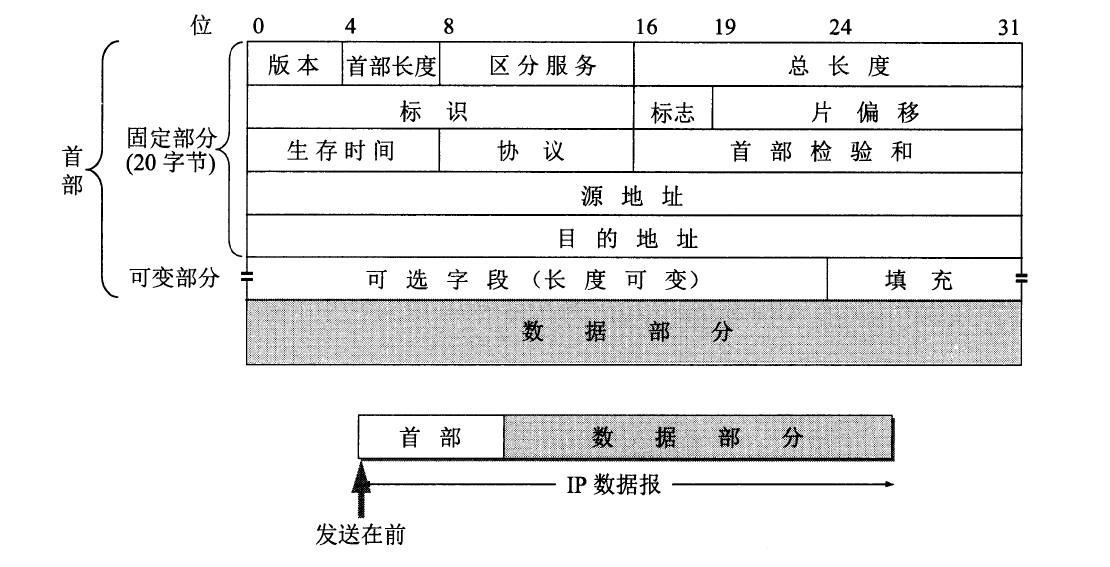 位 0 4 8 16 19 24 31
版本 首部长度 区分服务 总长度
标识 标志 片偏移
首部
固定部分
(20 字节)
生存时间 协议 首部检验和
源地址
目的地址
可变部分 可选字段(长度可变) 填充
数据部分
首部 数据部分
IP 数据报
发送在前